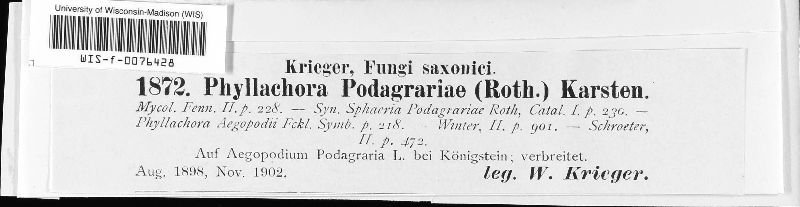 University of Wisconsin-Madison (WIS)
WIS-f-0076428
Krieger, Fungi saxonici.
1872. Phyllachora Podagrariae (Roth.) Karsten.
Mycol. Fenn. II. p. 228. — Syn. Sphaeria Podagrariae Roth, Catal. I. p. 230. —
Phyllachora Aegopodii Fckl. Symb. p. 218. — Winter, II. p. 901. — Schroeter,
II. p. 472.
Auf Aegopodium Podagraria L. bei Königstein; verbreitet.
Aug. 1898, Nov. 1902. leg. W. Krieger.